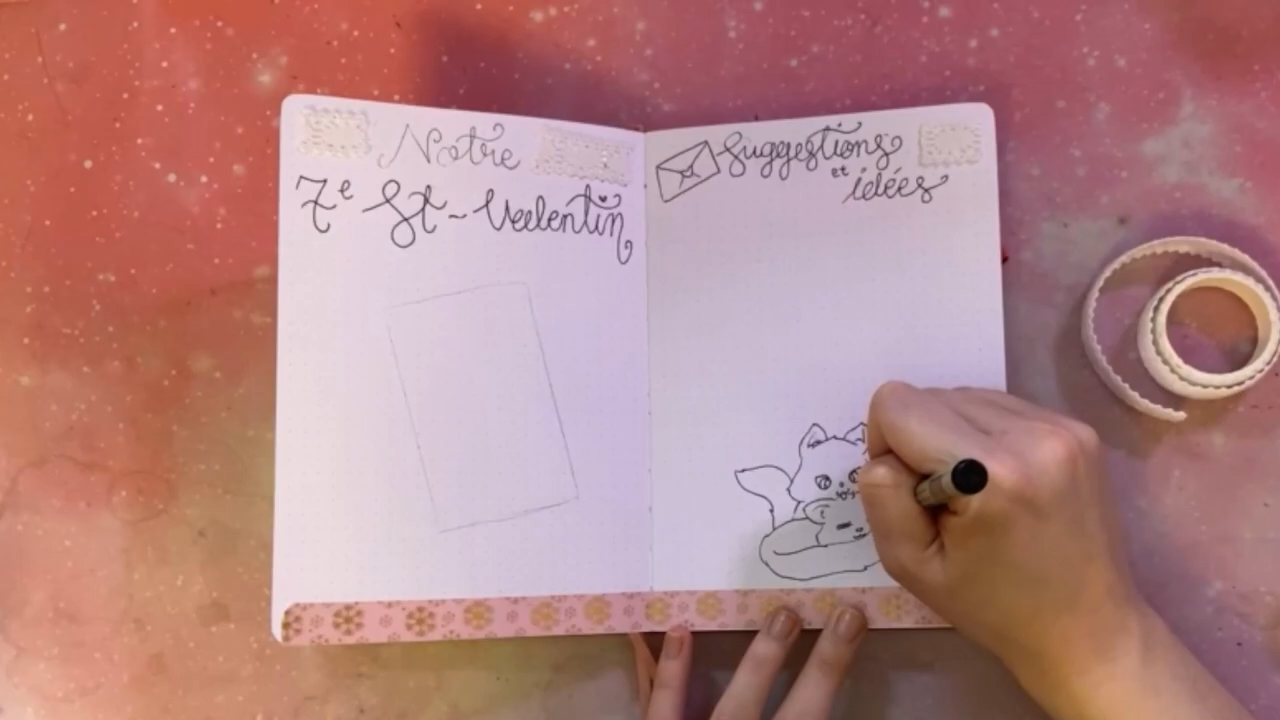 Notre
7e St-Valentin
Suggestions
et
idées